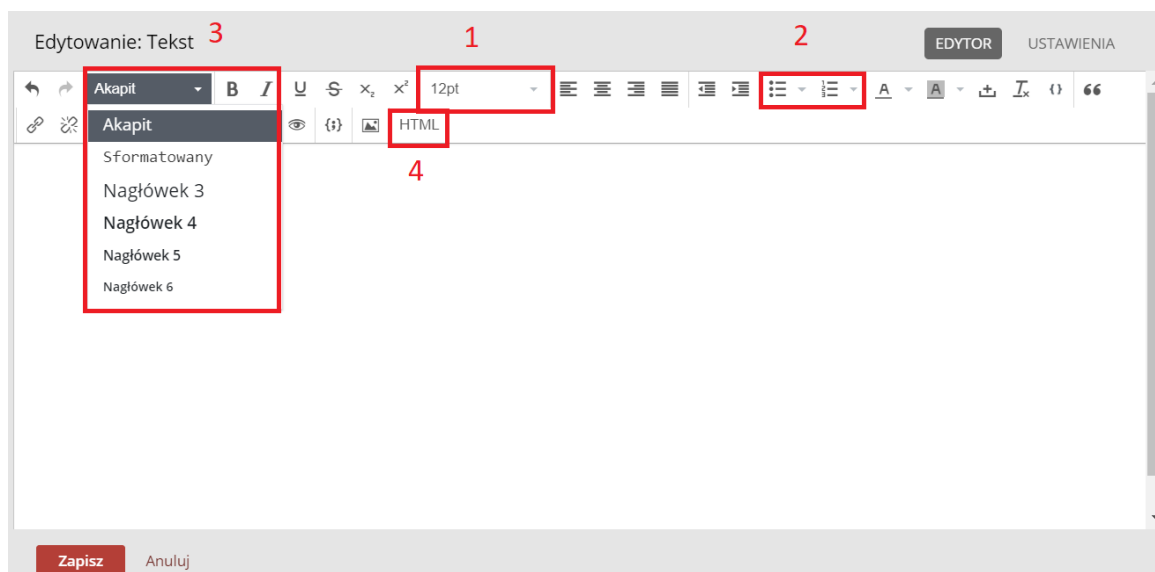 Edytowanie: Tekst 3 1 2 EDYTOR USTAWIENIA
Akapit B I U S x₂ x² 12pt A A Tx {} 66
Akapit {;} HTML
Sformatowany 4
Nagłówek 3
Nagłówek 4
Nagłówek 5
Nagłówek 6
Zapisz Anuluj